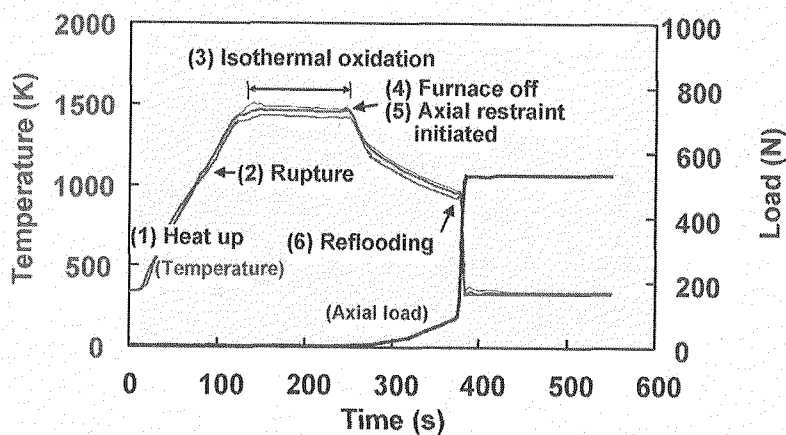 2000
1500
1000
500
0
Temperature (K)
1000
800
600
400
200
0
Load (N)
(3) Isothermal oxidation
(4) Furnace off
(5) Axial restraint
initiated
(2) Rupture
(1) Heat up
(Temperature)
(6) Reflooding
(Axial load)
0 100 200 300 400 500 600
Time (s)